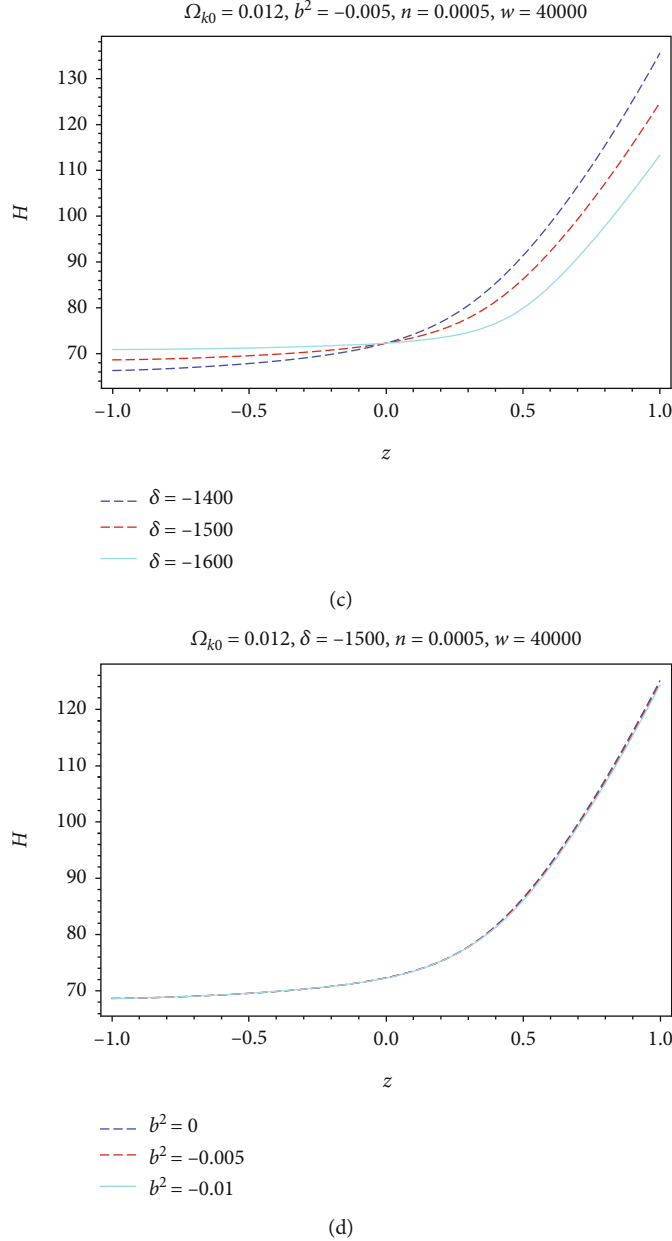 Ω_{k0} = 0.012, b² = –0.005, n = 0.0005, w = 40000
130
120
110
100
90
80
70
H
–1.0 –0.5 0.0 0.5 1.0
z
δ = –1400
δ = –1500
δ = –1600
(c)
Ω_{k0} = 0.012, δ = –1500, n = 0.0005, w = 40000
120
110
100
90
80
70
H
–1.0 –0.5 0.0 0.5 1.0
z
b² = 0
b² = –0.005
b² = –0.01
(d)